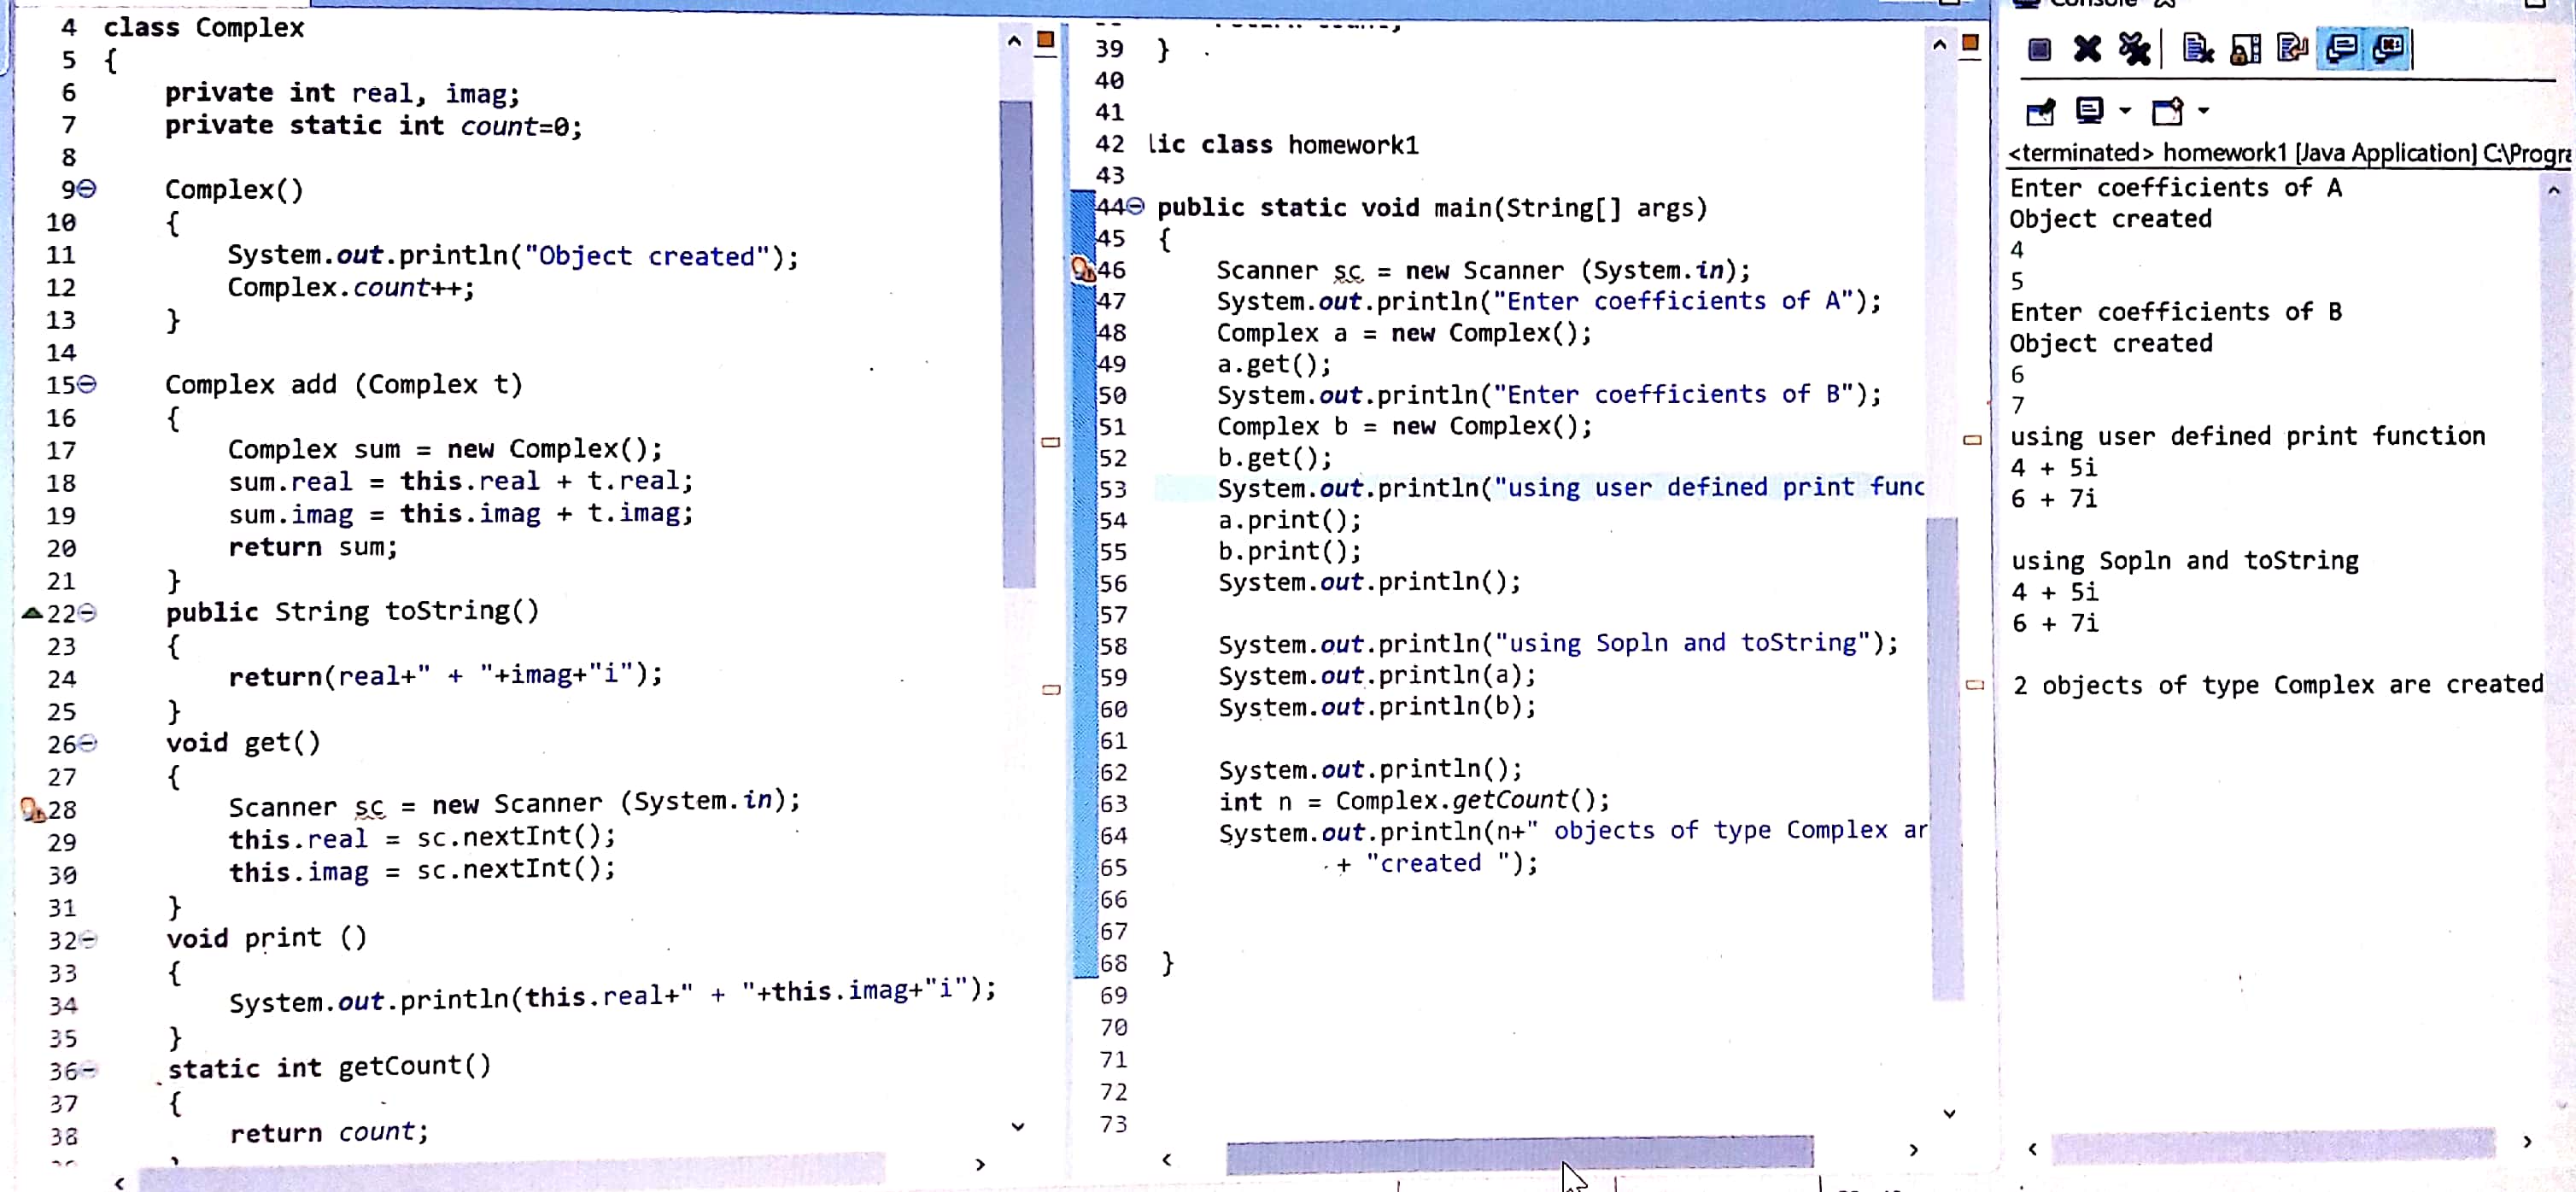 4 class Complex
5 {
6 private int real, imag;
7 private static int count=0;
8
9 Complex()
10 {
11 System.out.println("Object created");
12 Complex.count++;
13 }
14
15 Complex add (Complex t)
16 {
17 Complex sum = new Complex();
18 sum.real = this.real + t.real;
19 sum.imag = this.imag + t.imag;
20 return sum;
21 }
22 public String toString()
23 {
24 return(real+" + "+imag+"i");
25 }
26 void get()
27 {
28 Scanner sc = new Scanner (System.in);
29 this.real = sc.nextInt();
30 this.imag = sc.nextInt();
31 }
32 void print ()
33 {
34 System.out.println(this.real+" + "+this.imag+"i");
35 }
36 static int getCount()
37 {
38 return count;
39 }
40
41
42 lic class homework1
43
44 public static void main(String[] args)
45 {
46 Scanner sc = new Scanner (System.in);
47 System.out.println("Enter coefficients of A");
48 Complex a = new Complex();
49 a.get();
50 System.out.println("Enter coefficients of B");
51 Complex b = new Complex();
52 b.get();
53 System.out.println("using user defined print func
54 a.print();
55 b.print();
56 System.out.println();
57
58 System.out.println("using Sopln and toString");
59 System.out.println(a);
60 System.out.println(b);
61
62 System.out.println();
63 int n = Complex.getCount();
64 System.out.println(n+" objects of type Complex ar
65 + "created ");
66
67
68 }
69
70
71
72
73
Console
<terminated> homework1 [Java Application] C:\Progra
Enter coefficients of A
Object created
4
5
Enter coefficients of B
Object created
6
7
using user defined print function
4 + 5i
6 + 7i
using Sopln and toString
4 + 5i
6 + 7i
2 objects of type Complex are created